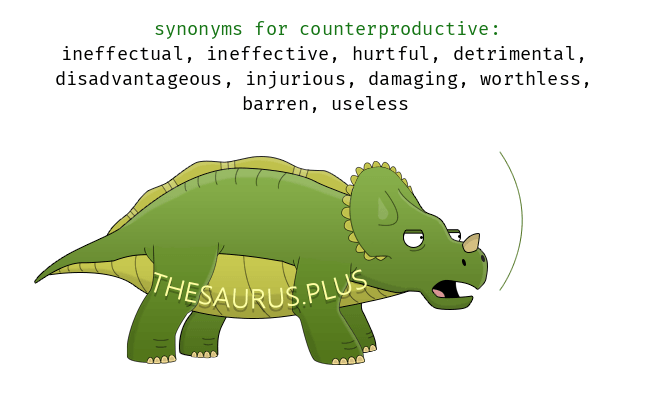 synonyms for counterproductive:
ineffectual, ineffective, hurtful, detrimental,
disadvantageous, injurious, damaging, worthless,
barren, useless
THESAURUS.PLUS